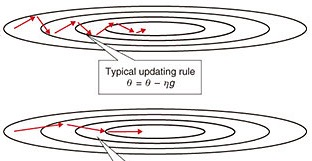 Typical updating rule
θ = θ − ηg